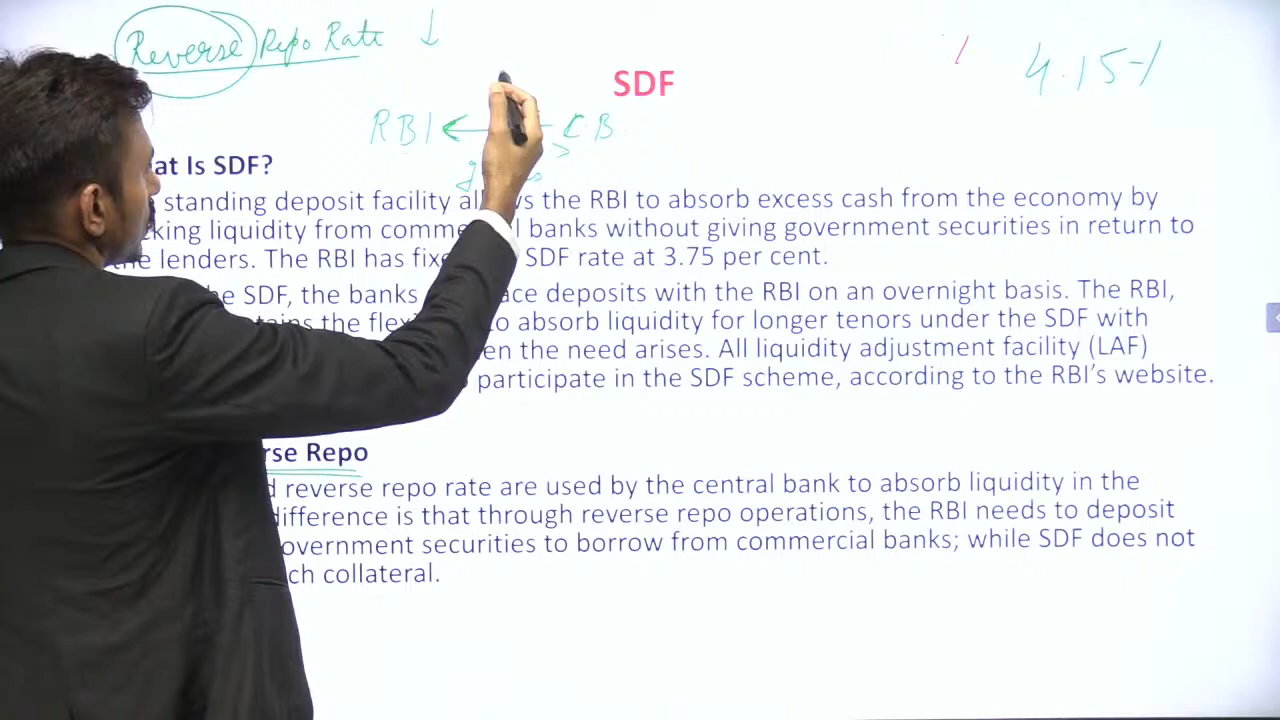 Reverse Repo Rate ↓
4.15%
SDF
RBI ← CB
at Is SDF?
standing deposit facility all ws the RBI to absorb excess cash from the economy by
king liquidity from comme l banks without giving government securities in return to
he lenders. The RBI has fixe SDF rate at 3.75 per cent.
he SDF, the banks ace deposits with the RBI on an overnight basis. The RBI,
tains the flexi o absorb liquidity for longer tenors under the SDF with
en the need arises. All liquidity adjustment facility (LAF)
participate in the SDF scheme, according to the RBI's website.
rse Repo
d reverse repo rate are used by the central bank to absorb liquidity in the
ifference is that through reverse repo operations, the RBI needs to deposit
overnment securities to borrow from commercial banks; while SDF does not
ch collateral.